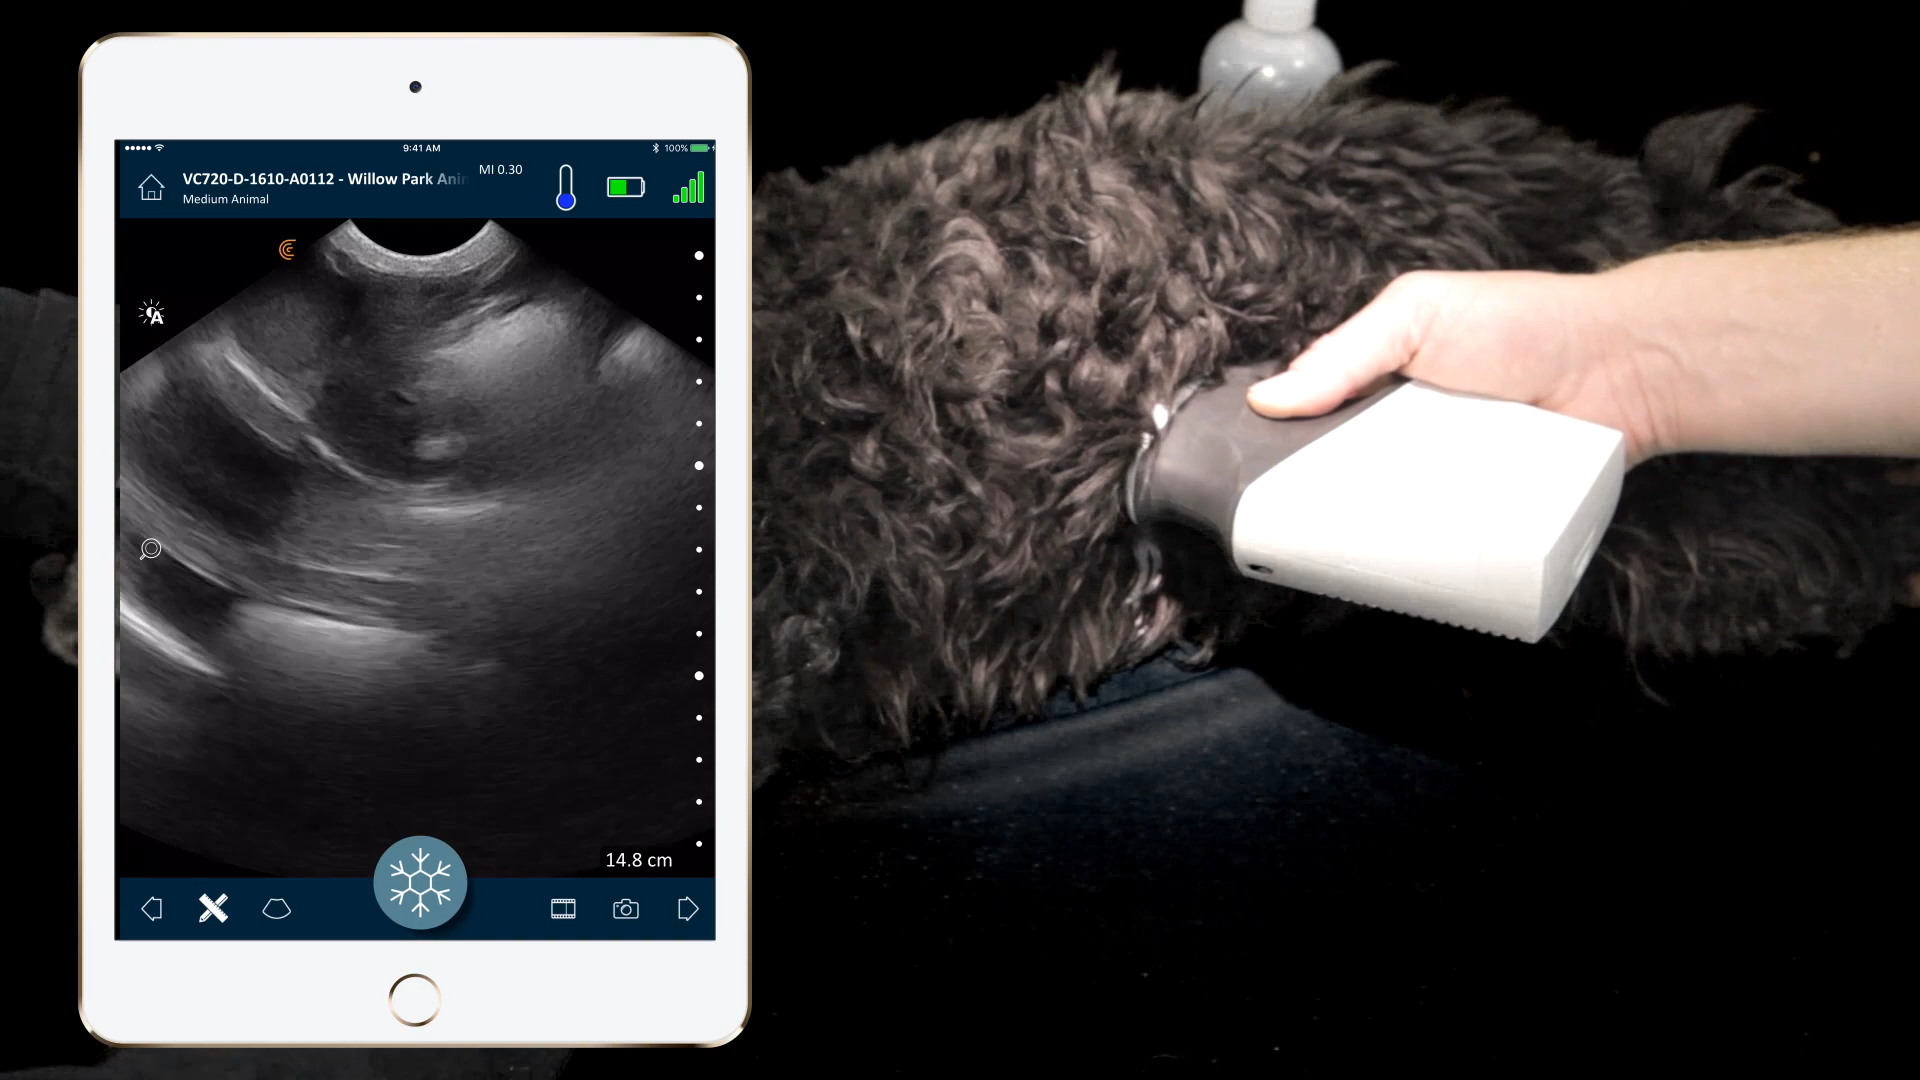 9:41 AM
100%
VC720-D-1610-A0112 - Willow Park Ani
MI 0.30
Medium Animal
A
14.8 cm